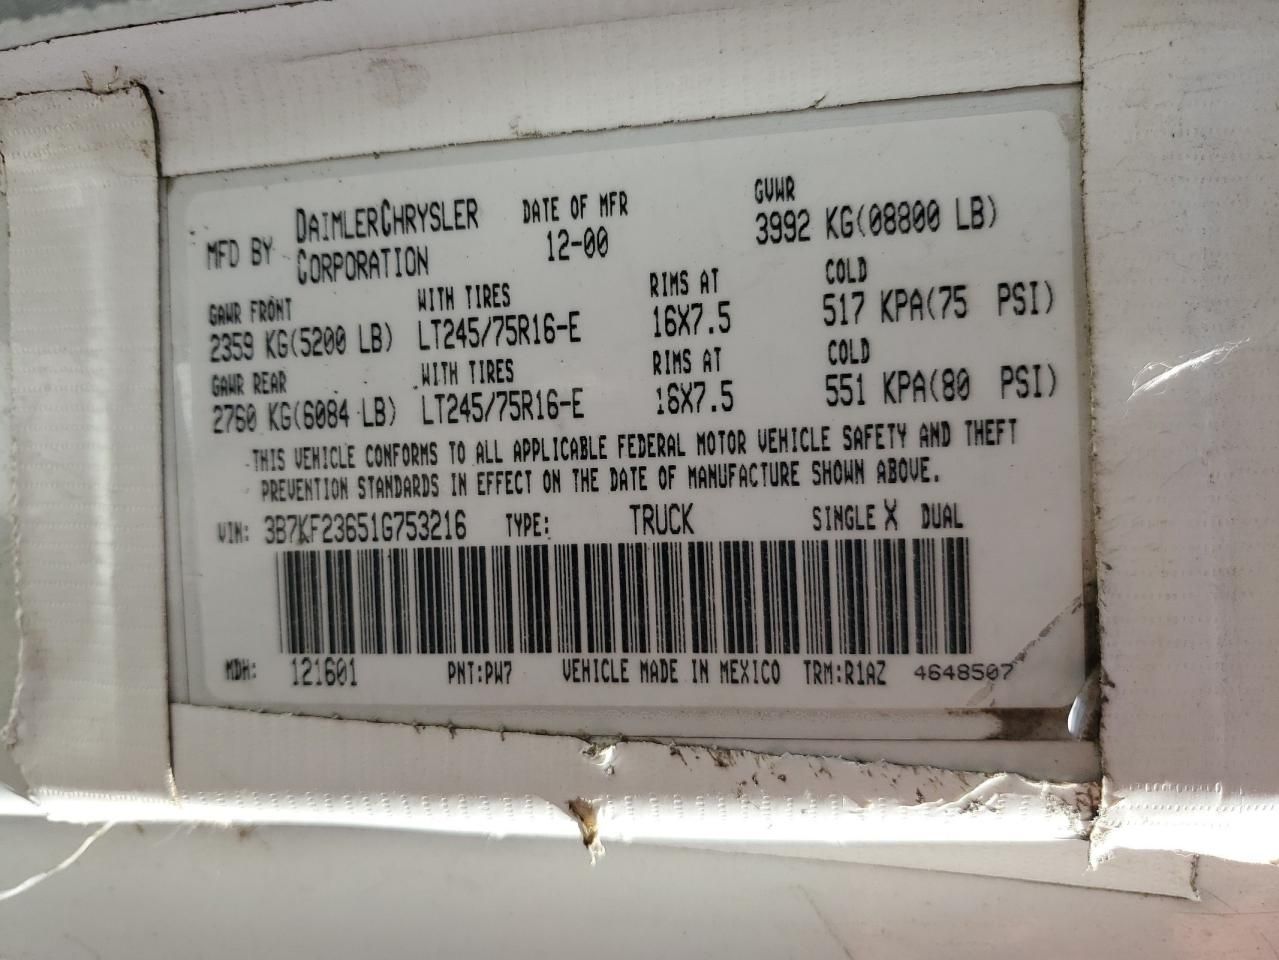 MFD BY DAIMLERCHRYSLER CORPORATION
DATE OF MFR 12-00
GVWR 3992 KG(08800 LB)
GAWR FRONT WITH TIRES RIMS AT COLD
2359 KG(5200 LB) LT245/75R16-E 16X7.5 517 KPA(75 PSI)
GAWR REAR WITH TIRES RIMS AT COLD
2760 KG(6084 LB) LT245/75R16-E 16X7.5 551 KPA(80 PSI)
THIS VEHICLE CONFORMS TO ALL APPLICABLE FEDERAL MOTOR VEHICLE SAFETY AND THEFT
PREVENTION STANDARDS IN EFFECT ON THE DATE OF MANUFACTURE SHOWN ABOVE.
VIN: 3B7KF23651G753216 TYPE: TRUCK SINGLE X DUAL
MDH: 121601 PNT:PW7 VEHICLE MADE IN MEXICO TRM:R1AZ 4648507